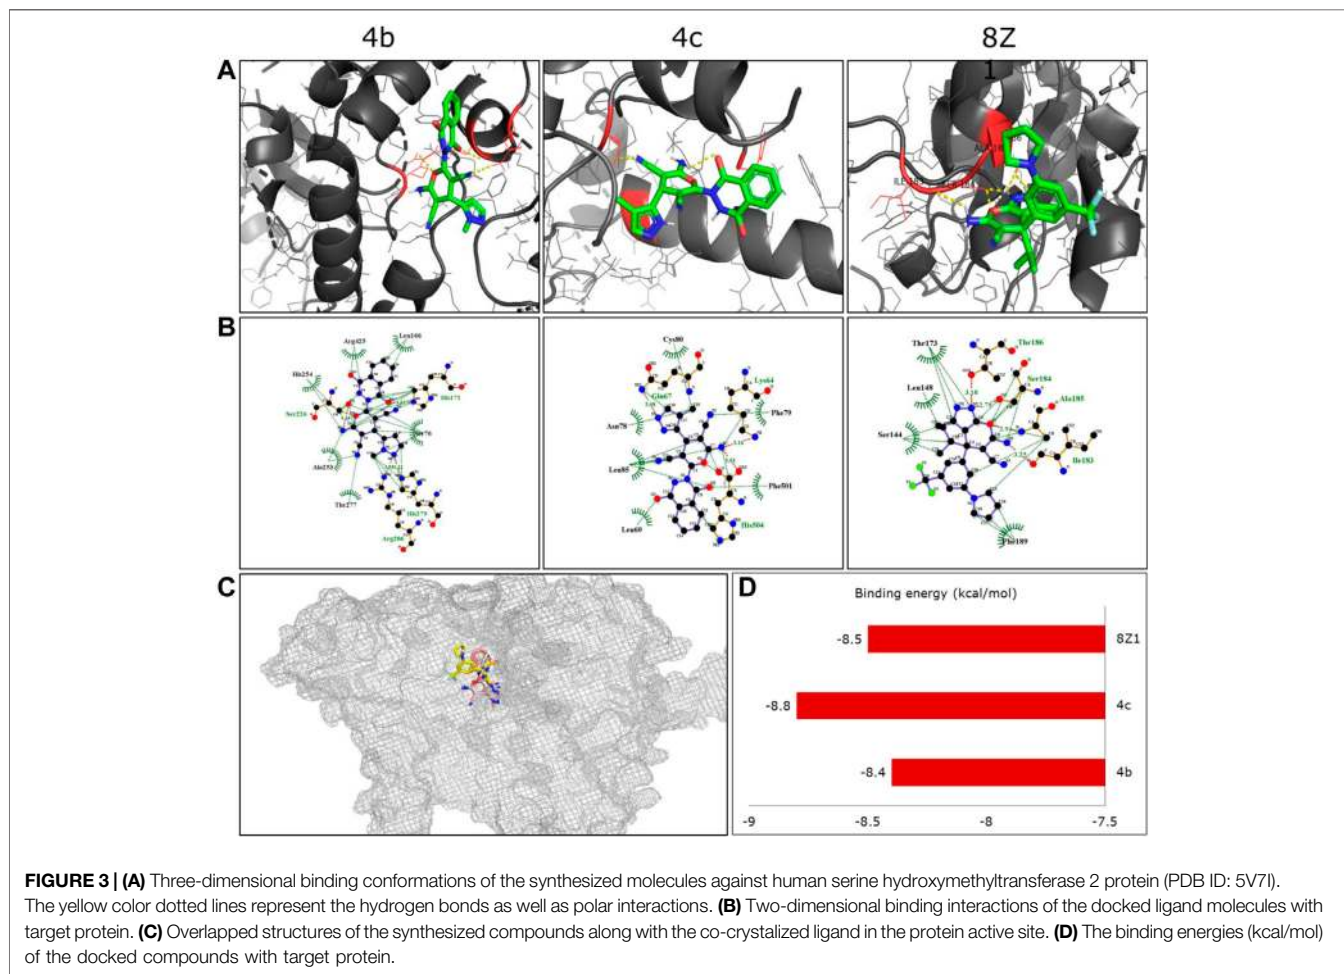 4b
4c
8Z
1
A
B
Arg425
Leu166
His254
Ser226
His171
Ala253
Thr277
His279
Arg286
Cys80
Lys64
Glu67
Phe79
Asn78
Leu85
Phe501
Leu69
His504
Thr173
Thr186
Leu148
Ser184
Ala185
Ser144
Ile183
Phe189
C
D
Binding energy (kcal/mol)
-8.5
8Z1
-8.8
4c
-8.4
4b
-9
-8.5
-8
-7.5
FIGURE 3 | (A) Three-dimensional binding conformations of the synthesized molecules against human serine hydroxymethyltransferase 2 protein (PDB ID: 5V7I).
The yellow color dotted lines represent the hydrogen bonds as well as polar interactions. (B) Two-dimensional binding interactions of the docked ligand molecules with
target protein. (C) Overlapped structures of the synthesized compounds along with the co-crystalized ligand in the protein active site. (D) The binding energies (kcal/mol)
of the docked compounds with target protein.